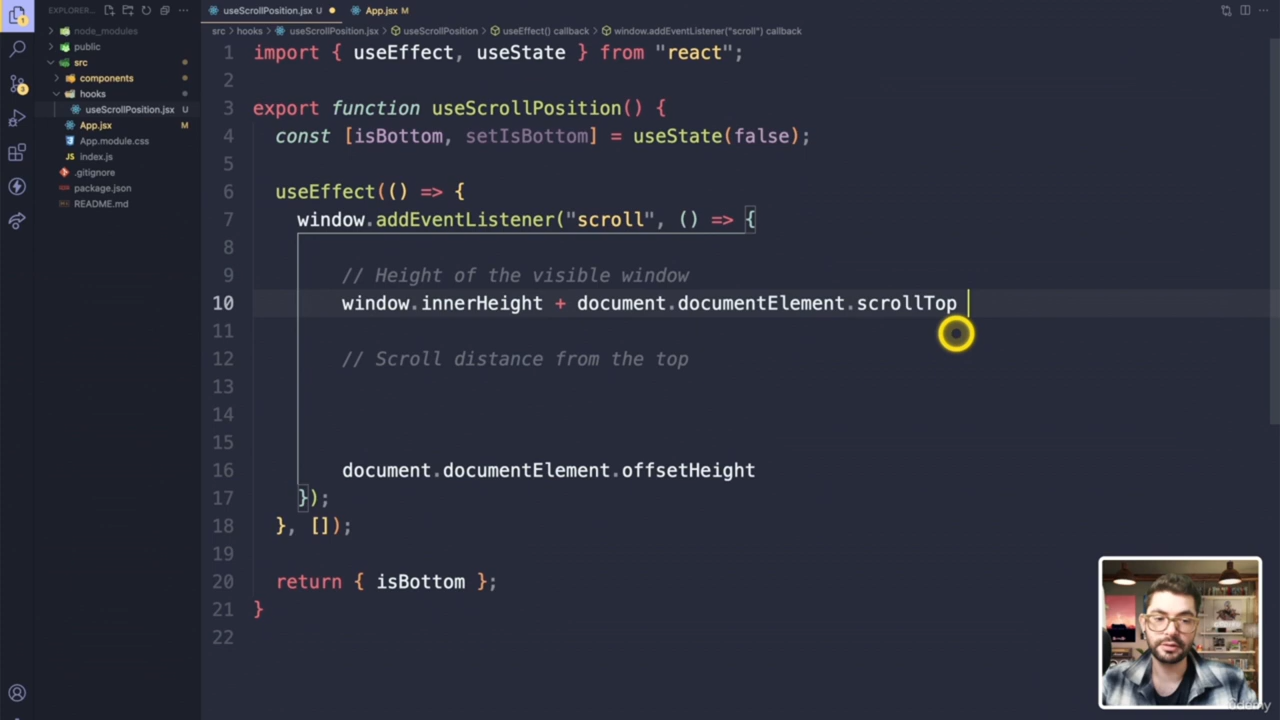 EXPLORER...
useScrollPosition.jsx U
App.jsx M
node_modules
public
src
components
hooks
useScrollPosition.jsx U
App.jsx M
App.module.css
index.js
.gitignore
package.json
README.md
1
3
src > hooks > useScrollPosition.jsx > useScrollPosition > useEffect() callback > window.addEventListener("scroll") callback
1 import { useEffect, useState } from "react";
2
3 export function useScrollPosition() {
4 const [isBottom, setIsBottom] = useState(false);
5
6 useEffect(() => {
7 window.addEventListener("scroll", () => {
8
9 // Height of the visible window
10 window.innerHeight + document.documentElement.scrollTop
11
12 // Scroll distance from the top
13
14
15
16 document.documentElement.offsetHeight
17 });
18 }, []);
19
20 return { isBottom };
21 }
22
Udemy